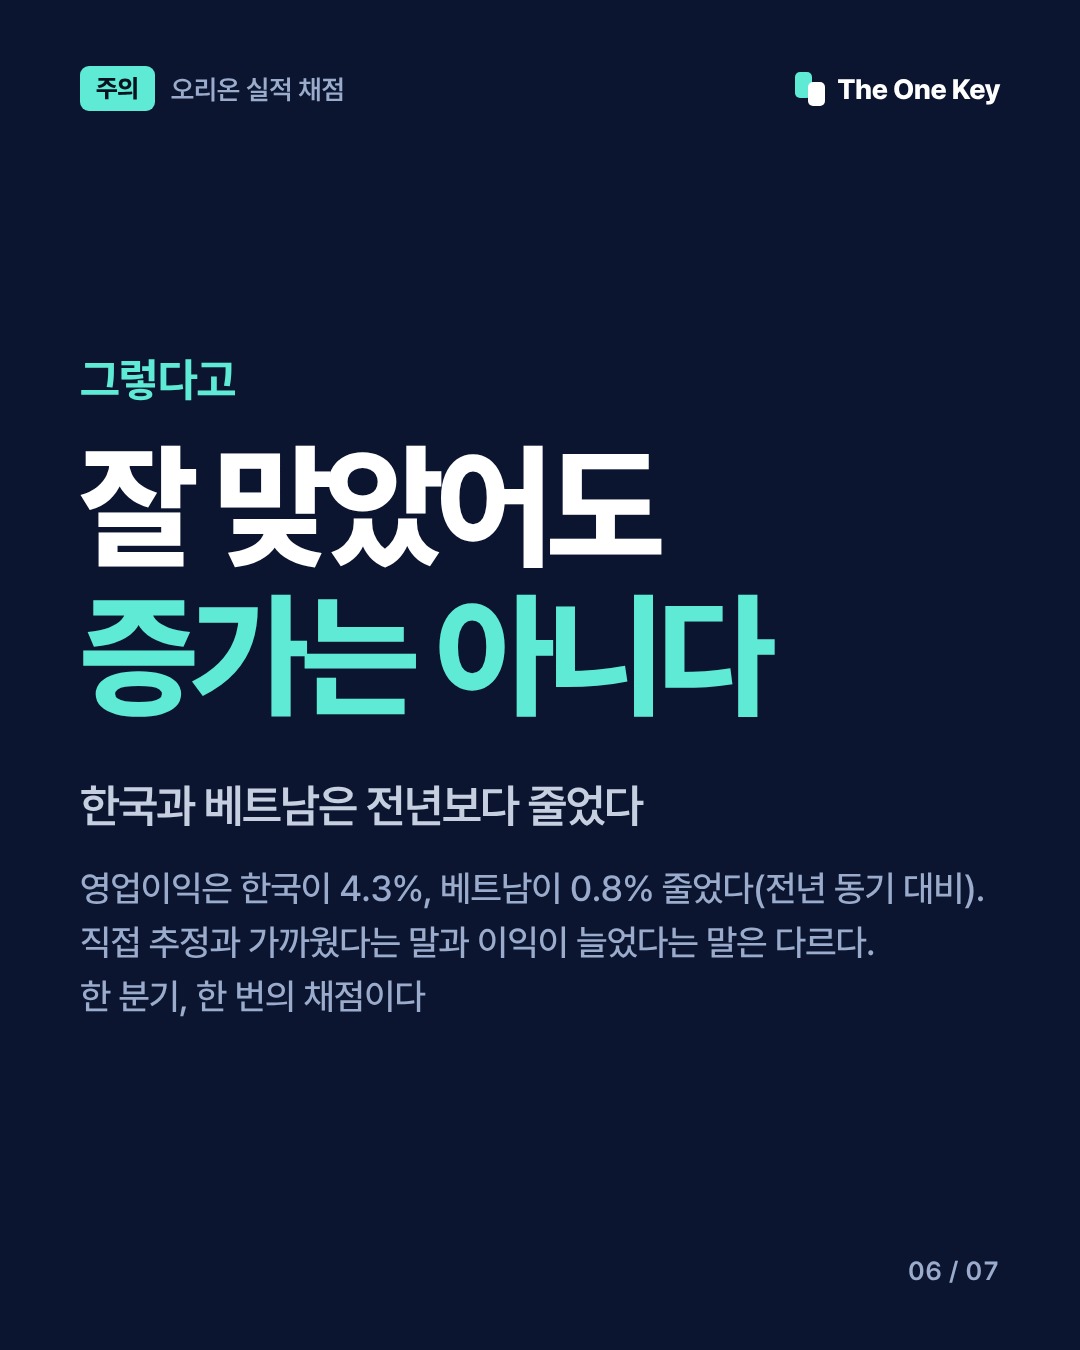 주의 오리온 실적 채점
The One Key
그렇다고
잘 맞았어도
증가는 아니다
한국과 베트남은 전년보다 줄었다
영업이익은 한국이 4.3%, 베트남이 0.8% 줄었다(전년 동기 대비).
직접 추정과 가까웠다는 말과 이익이 늘었다는 말은 다르다.
한 분기, 한 번의 채점이다
06 / 07